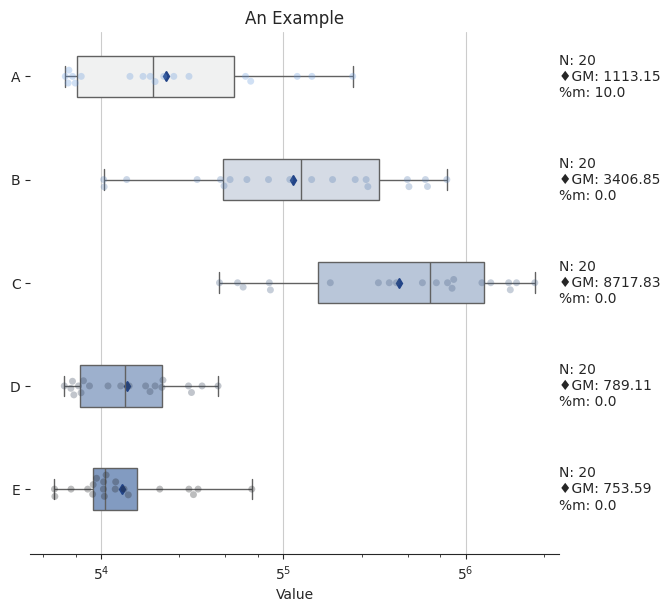 An Example
A
N: 20
♦GM: 1113.15
%m: 10.0
B
N: 20
♦GM: 3406.85
%m: 0.0
C
N: 20
♦GM: 8717.83
%m: 0.0
D
N: 20
♦GM: 789.11
%m: 0.0
E
N: 20
♦GM: 753.59
%m: 0.0
5⁴ 5⁵ 5⁶
Value